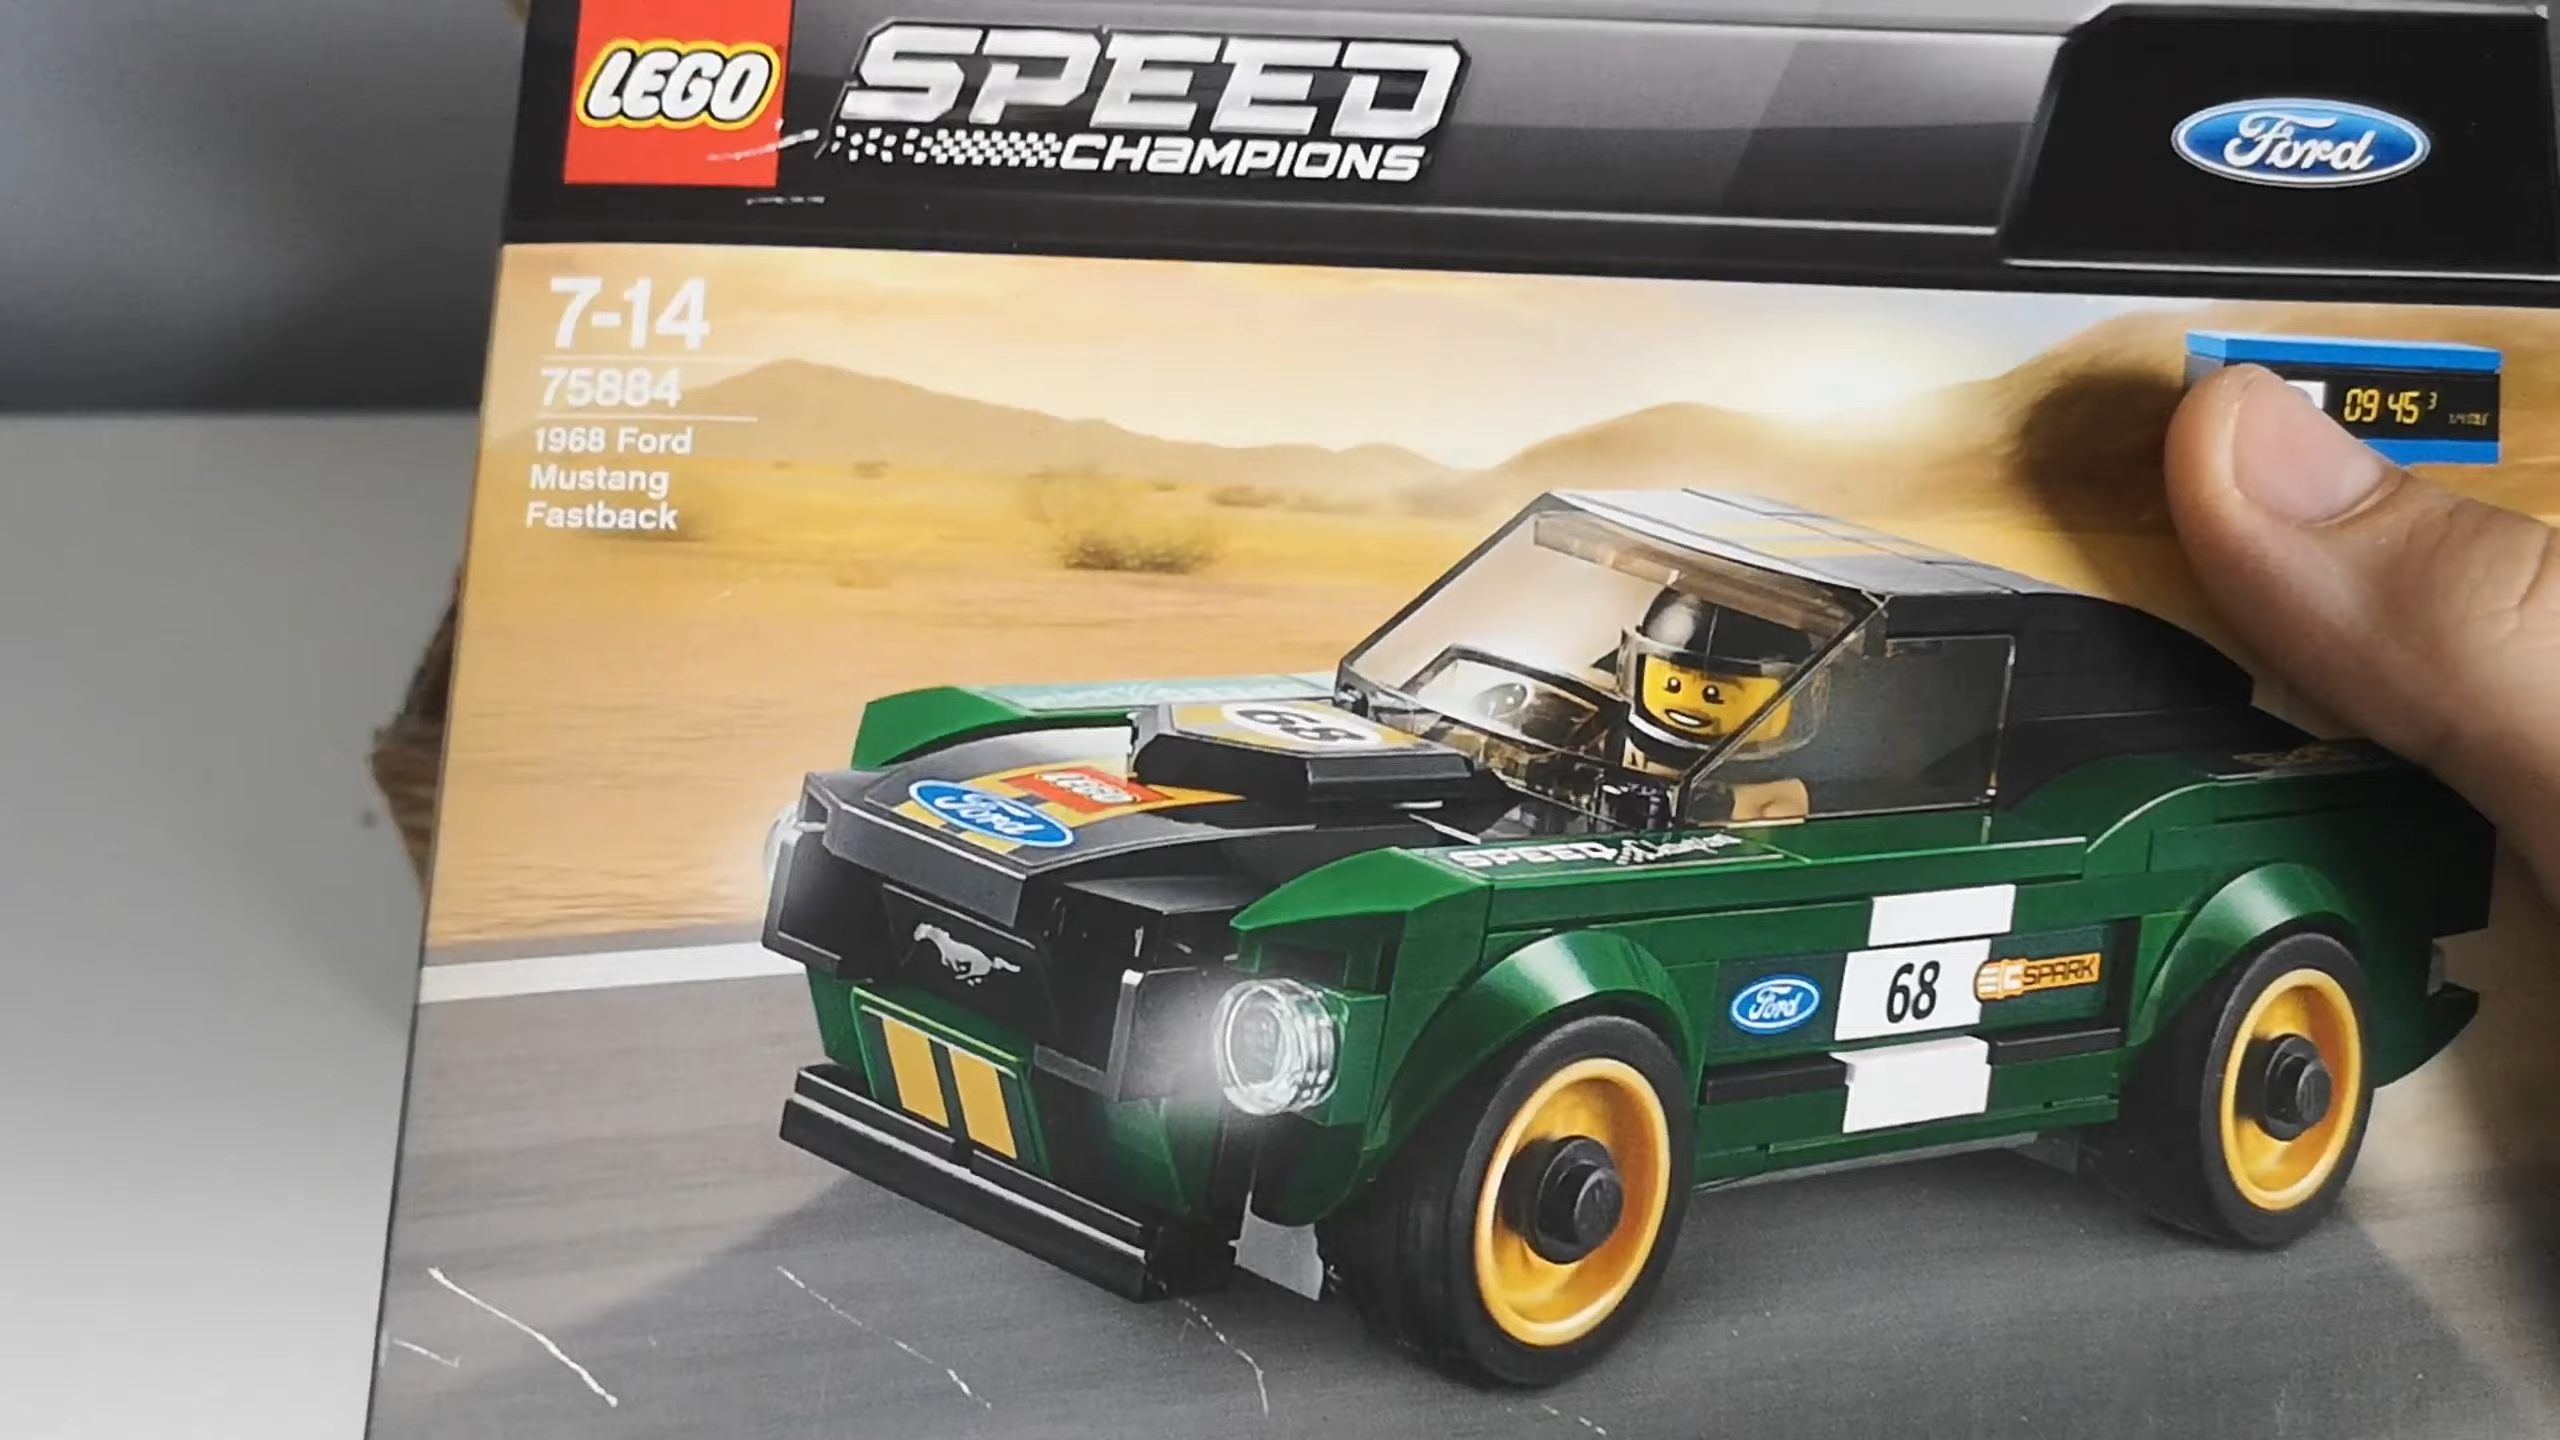 LEGO
SPEED
CHAMPIONS
Ford
7-14
75884
1968 Ford
Mustang
Fastback
09 45 3
68
LEGO
Ford
SPEED
Ford
68
SPARK